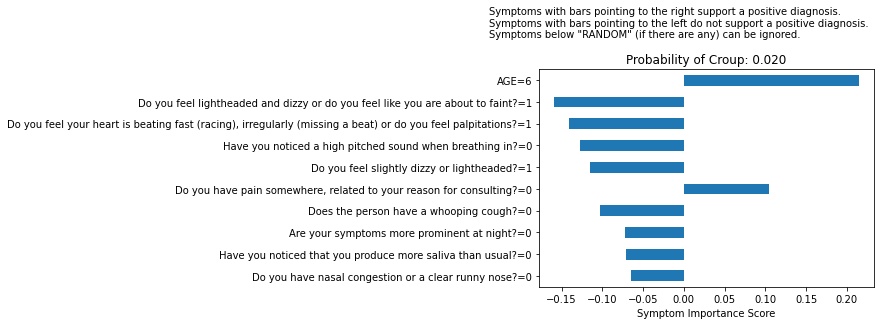 Symptoms with bars pointing to the right support a positive diagnosis.
Symptoms with bars pointing to the left do not support a positive diagnosis.
Symptoms below "RANDOM" (if there are any) can be ignored.
Probability of Croup: 0.020
AGE=6
Do you feel lightheaded and dizzy or do you feel like you are about to faint?=1
Do you feel your heart is beating fast (racing), irregularly (missing a beat) or do you feel palpitations?=1
Have you noticed a high pitched sound when breathing in?=0
Do you feel slightly dizzy or lightheaded?=1
Do you have pain somewhere, related to your reason for consulting?=0
Does the person have a whooping cough?=0
Are your symptoms more prominent at night?=0
Have you noticed that you produce more saliva than usual?=0
Do you have nasal congestion or a clear runny nose?=0
−0.15 −0.10 −0.05 0.00 0.05 0.10 0.15 0.20
Symptom Importance Score